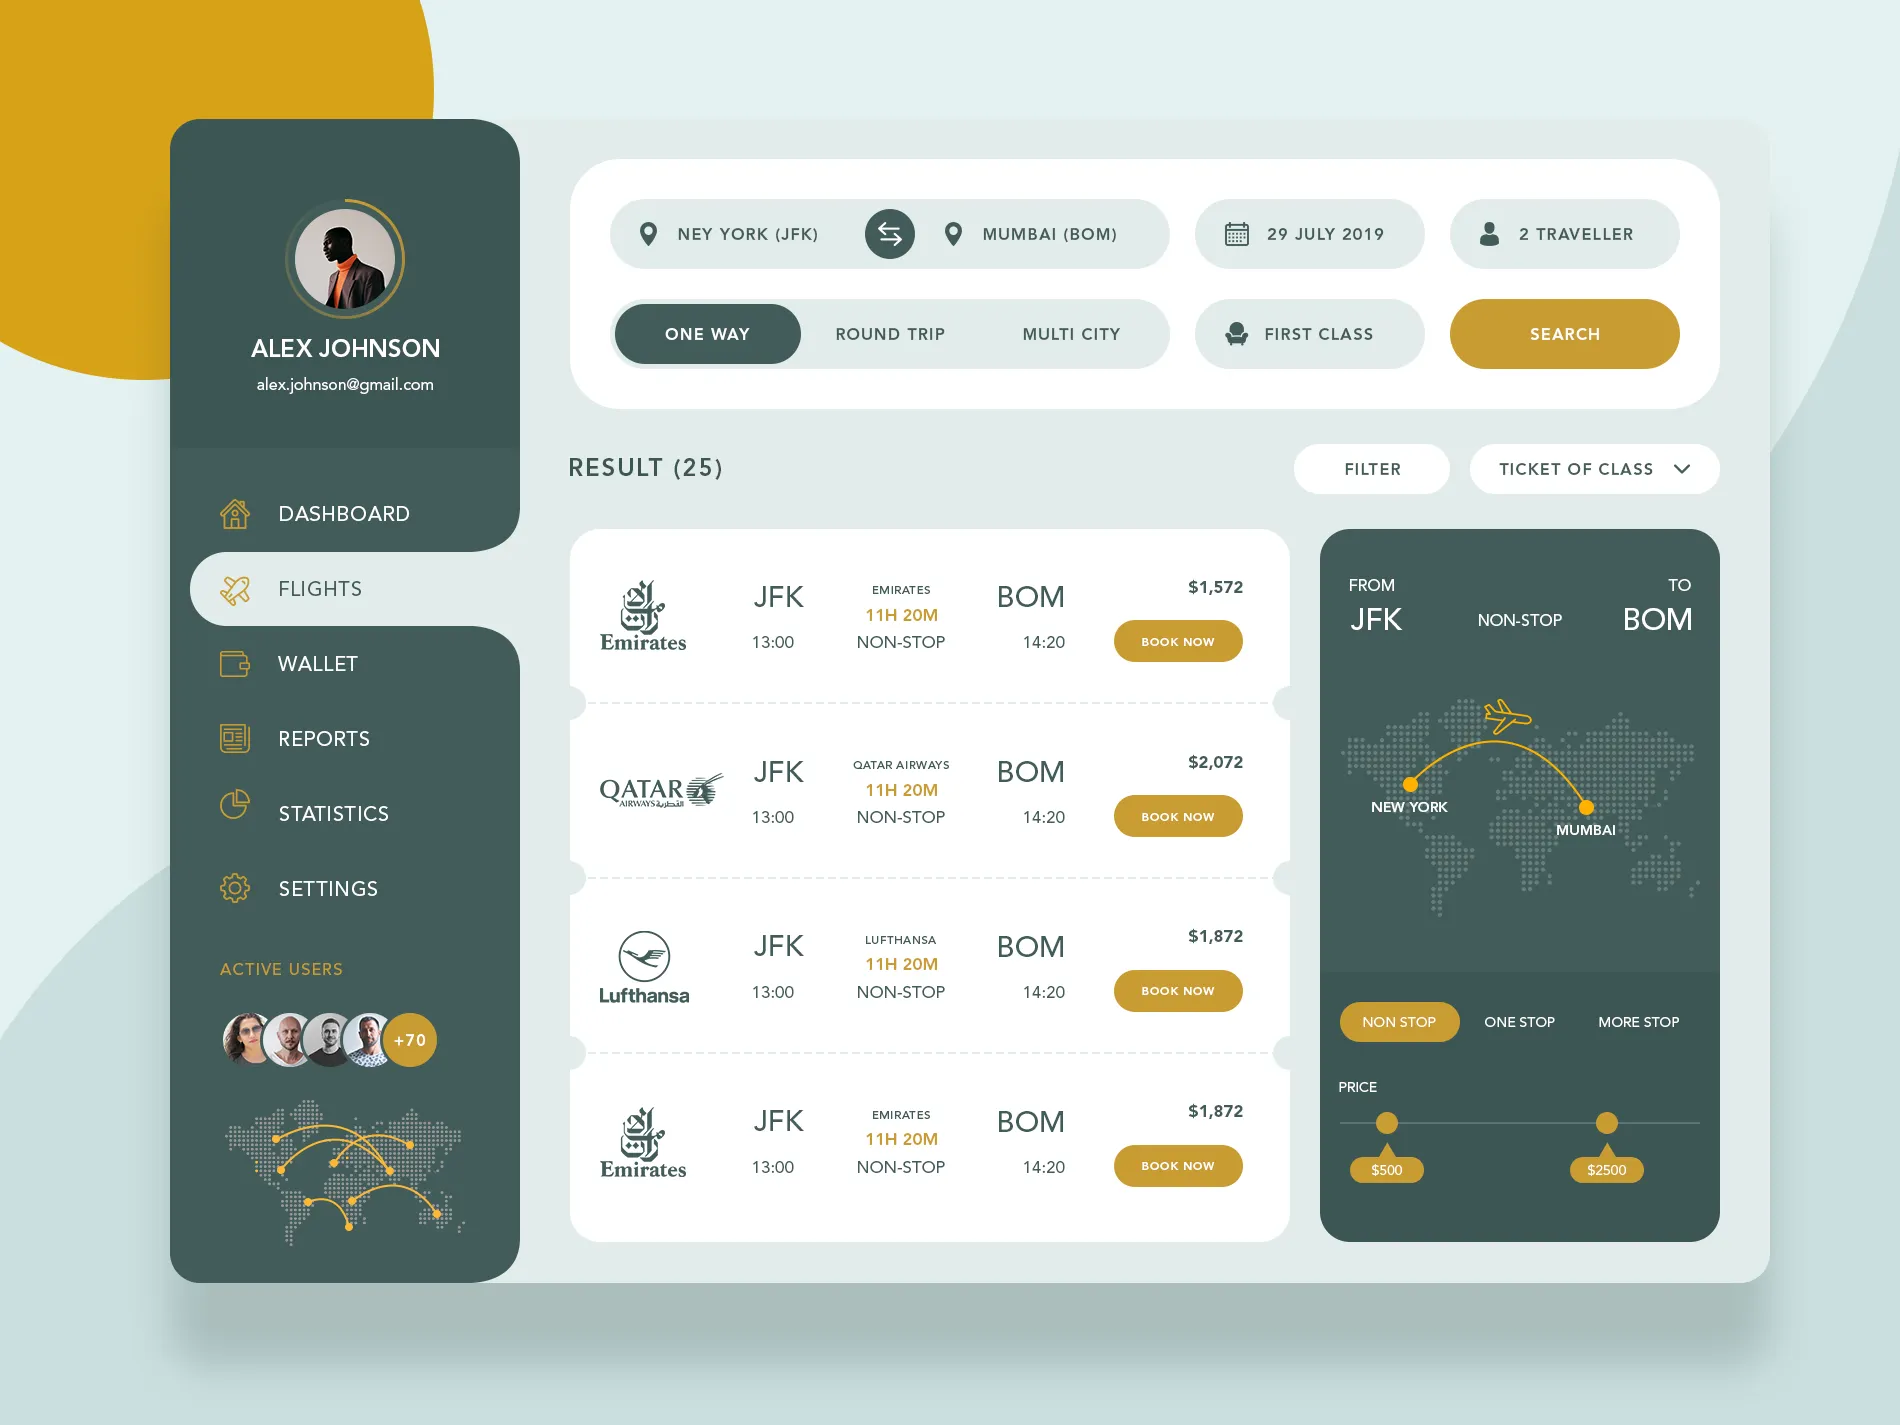 ALEX JOHNSON
alex.johnson@gmail.com
DASHBOARD
FLIGHTS
WALLET
REPORTS
STATISTICS
SETTINGS
ACTIVE USERS
+70
NEY YORK (JFK)
MUMBAI (BOM)
29 JULY 2019
2 TRAVELLER
ONE WAY
ROUND TRIP
MULTI CITY
FIRST CLASS
SEARCH
RESULT (25)
FILTER
TICKET OF CLASS
Emirates
JFK
13:00
EMIRATES
11H 20M
NON-STOP
BOM
14:20
$1,572
BOOK NOW
QATAR
AIRWAYS القطرية
JFK
13:00
QATAR AIRWAYS
11H 20M
NON-STOP
BOM
14:20
$2,072
BOOK NOW
Lufthansa
JFK
13:00
LUFTHANSA
11H 20M
NON-STOP
BOM
14:20
$1,872
BOOK NOW
Emirates
JFK
13:00
EMIRATES
11H 20M
NON-STOP
BOM
14:20
$1,872
BOOK NOW
FROM
JFK
NON-STOP
TO
BOM
NEW YORK
MUMBAI
NON STOP
ONE STOP
MORE STOP
PRICE
$500
$2500